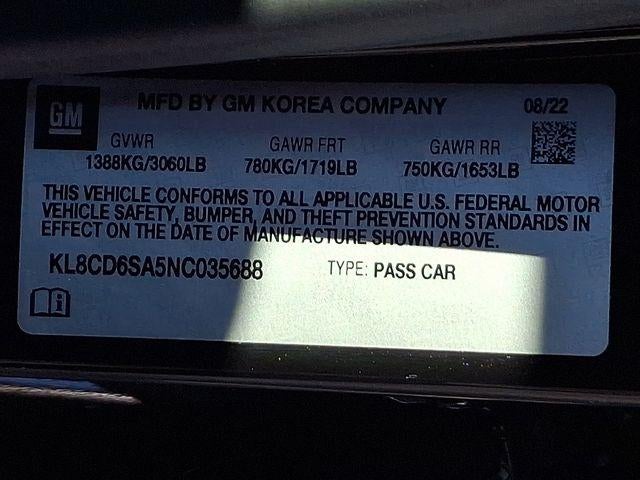 GM
MFD BY GM KOREA COMPANY 08/22
GVWR GAWR FRT GAWR RR
1388KG/3060LB 780KG/1719LB 750KG/1653LB
THIS VEHICLE CONFORMS TO ALL APPLICABLE U.S. FEDERAL MOTOR
VEHICLE SAFETY, BUMPER, AND THEFT PREVENTION STANDARDS IN
EFFECT ON THE DATE OF MANUFACTURE SHOWN ABOVE.
KL8CD6SA5NC035688 TYPE: PASS CAR